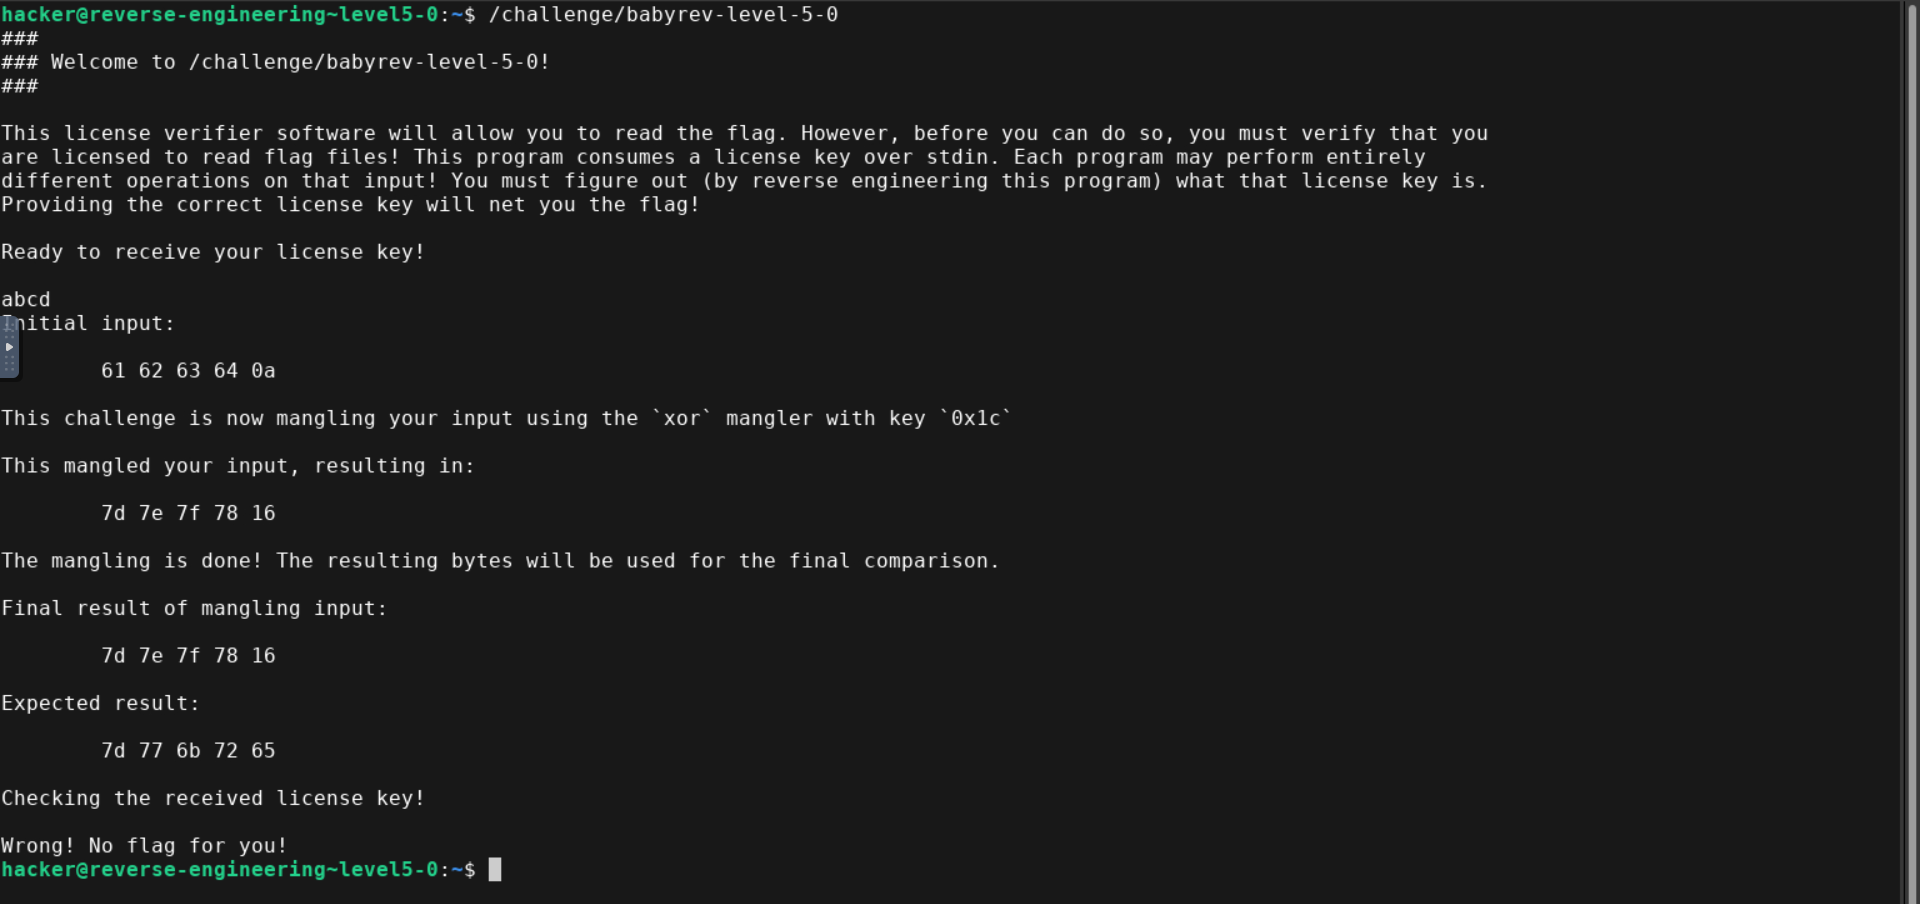 hacker@reverse-engineering~level5-0:~$ /challenge/babyrev-level-5-0
###
### Welcome to /challenge/babyrev-level-5-0!
###
This license verifier software will allow you to read the flag. However, before you can do so, you must verify that you
are licensed to read flag files! This program consumes a license key over stdin. Each program may perform entirely
different operations on that input! You must figure out (by reverse engineering this program) what that license key is.
Providing the correct license key will net you the flag!
Ready to receive your license key!
abcd
Initial input:
61 62 63 64 0a
This challenge is now mangling your input using the `xor` mangler with key `0x1c`
This mangled your input, resulting in:
7d 7e 7f 78 16
The mangling is done! The resulting bytes will be used for the final comparison.
Final result of mangling input:
7d 7e 7f 78 16
Expected result:
7d 77 6b 72 65
Checking the received license key!
Wrong! No flag for you!
hacker@reverse-engineering~level5-0:~$